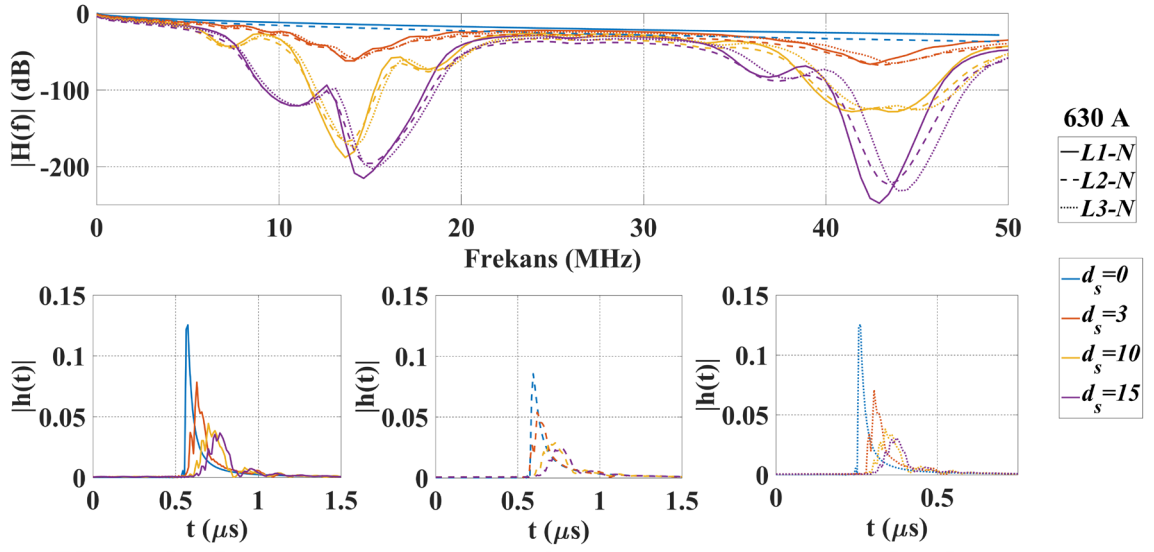 0
-100
-200
|H(f)| (dB)
0
10
20
30
40
50
Frekans (MHz)
630 A
L1-N
L2-N
L3-N
d_s=0
d_s=3
d_s=10
d_s=15
0.15
0.1
0.05
0
|h(t)|
0
0.5
1
1.5
t (μs)
0.15
0.1
0.05
0
|h(t)|
0
0.5
1
1.5
t (μs)
0.15
0.1
0.05
0
|h(t)|
0
0.5
t (μs)